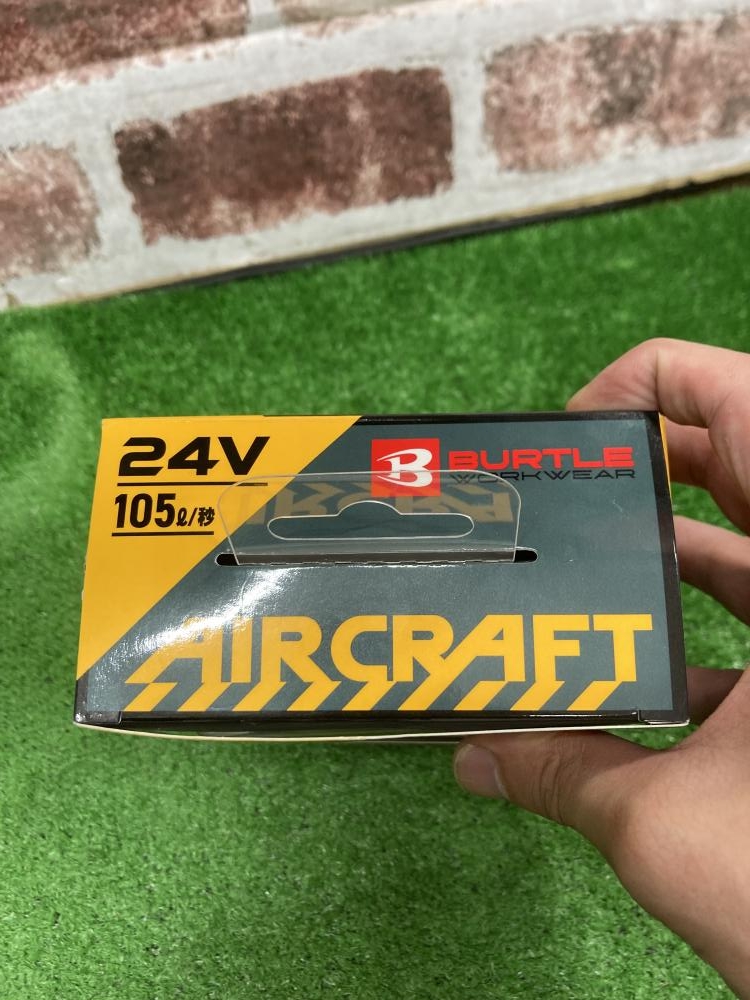 24V
105ℓ/秒
B BURTLE
WORKWEAR
AIRCRAFT